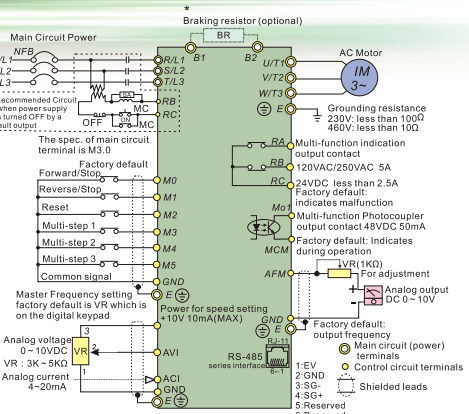 *
Braking resistor (optional)
BR
Main Circuit Power
NFB
B1
B2
AC Motor
/L1
/L2
/L3
R/L1
S/L2
T/L3
U/T1
V/T2
W/T3
IM
3~
E
SA
RB
RC
MC
ON
OFF
MC
Recommended Circuit
when power supply
is turned OFF by a
fault output
Grounding resistance
230V: less than 100Ω
460V: less than 10Ω
The spec. of main circuit
terminal is M3.0
RA
Multi-function indication
output contact
RB
120VAC/250VAC 5A
RC
24VDC less than 2.5A
Factory default:
indicates malfunction
Factory default
Forward/Stop
M0
Reverse/Stop
M1
Reset
M2
Multi-step 1
M3
Multi-step 2
M4
Multi-step 3
M5
Common signal
GND
E
Mo1
Multi-function Photocoupler
output contact 48VDC 50mA
MCM
Factory default: Indicates
during operation
AFM
VR(1KΩ)
For adjustment
+
-
Analog output
DC 0~10V
GND
E
Factory default:
output frequency
Master Frequency setting
factory default is VR which is
on the digital keypad
Power for speed setting
+10V 10mA(MAX)
3
Analog voltage
0~10VDC
VR : 3K~5KΩ
VR
2
1
AVI
Analog current
4~20mA
ACI
GND
E
RJ-11
RS-485
series interface
6←1
Main circuit (power)
terminals
Control circuit terminals
Shielded leads
1:EV
2:GND
3:SG-
4:SG+
5:Reserved